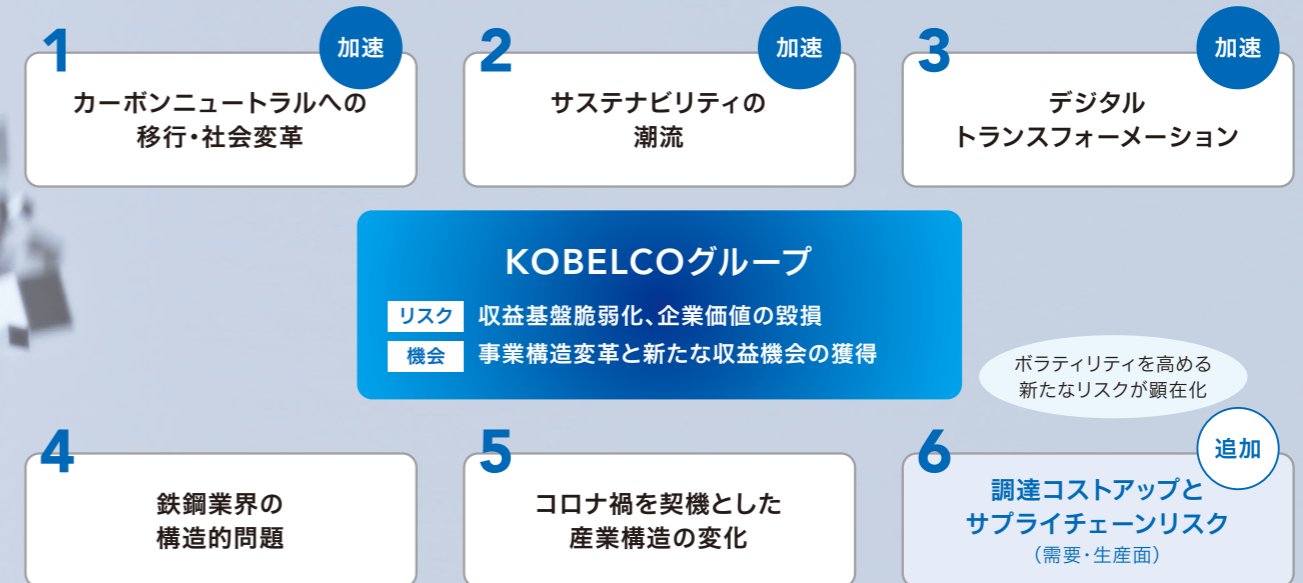 1
加速
カーボンニュートラルへの
移行・社会変革
2
加速
サステナビリティの
潮流
3
加速
デジタル
トランスフォーメーション
KOBELCOグループ
リスク 収益基盤脆弱化、企業価値の毀損
機会 事業構造変革と新たな収益機会の獲得
ボラティリティを高める
新たなリスクが顕在化
4
鉄鋼業界の
構造的問題
5
コロナ禍を契機とした
産業構造の変化
6
追加
調達コストアップと
サプライチェーンリスク
（需要・生産面）